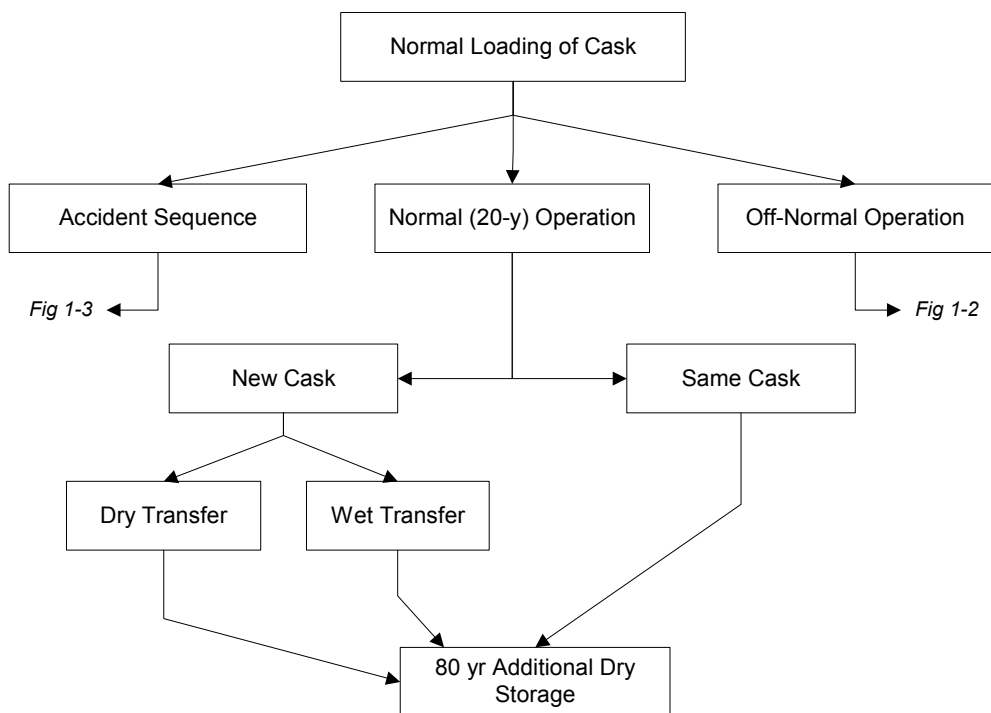 Normal Loading of Cask
Accident Sequence
Normal (20-y) Operation
Off-Normal Operation
Fig 1-3
Fig 1-2
New Cask
Same Cask
Dry Transfer
Wet Transfer
80 yr Additional Dry
Storage